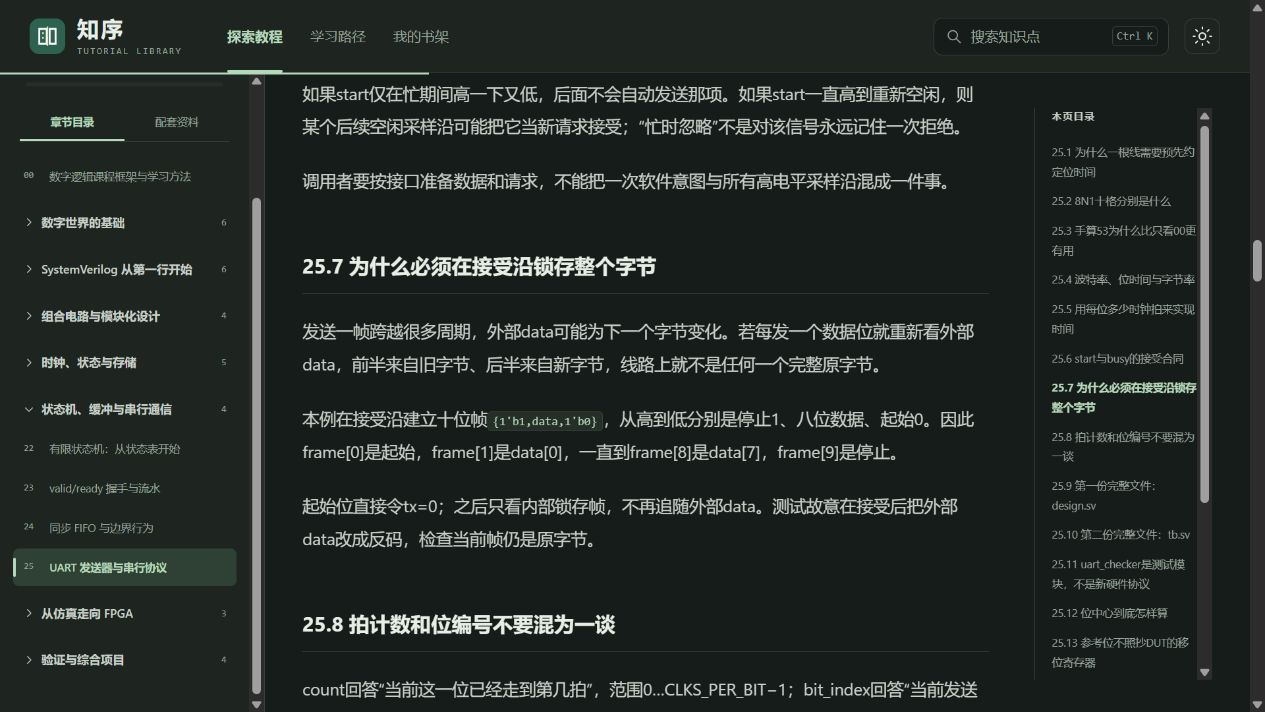 知序
TUTORIAL LIBRARY
探索教程
学习路径
我的书架
搜索知识点
Ctrl K
章节目录
配套资料
00 数字逻辑课程框架与学习方法
数字世界的基础 6
SystemVerilog 从第一行开始 6
组合电路与模块化设计 4
时钟、状态与存储 5
状态机、缓冲与串行通信 4
22 有限状态机：从状态表开始
23 valid/ready 握手与流水
24 同步 FIFO 与边界行为
25 UART 发送器与串行协议
从仿真走向 FPGA 3
验证与综合项目 4
如果start仅在忙期间高一下又低，后面不会自动发送那项。如果start一直高到重新空闲，则
某个后续空闲采样沿可能把它当新请求接受；“忙时忽略”不是对该信号永远记住一次拒绝。
调用者要按接口准备数据和请求，不能把一次软件意图与所有高电平采样沿混成一件事。
25.7 为什么必须在接受沿锁存整个字节
发送一帧跨越很多周期，外部data可能为下一个字节变化。若每发一个数据位就重新看外部
data，前半来自旧字节、后半来自新字节，线路上就不是任何一个完整原字节。
本例在接受沿建立十位帧 {1'b1,data,1'b0} ，从高到低分别是停止1、八位数据、起始0。因此
frame[0]是起始，frame[1]是data[0]，一直到frame[8]是data[7]，frame[9]是停止。
起始位直接令tx=0；之后只看内部锁存帧，不再追随外部data。测试故意在接受后把外部
data改成反码，检查当前帧仍是原字节。
25.8 拍计数和位编号不要混为一谈
count回答“当前这一位已经走到第几拍”，范围0…CLKS_PER_BIT−1；bit_index回答“当前发送
本页目录
25.1 为什么一根线需要预先约
定位时间
25.2 8N1十格分别是什么
25.3 手算53为什么比只看00更
有用
25.4 波特率、位时间与字节率
25.5 用每位多少时钟拍来实现
时间
25.6 start与busy的接受合同
25.7 为什么必须在接受沿锁存
整个字节
25.8 拍计数和位编号不要混为
一谈
25.9 第一份完整文件：
design.sv
25.10 第二份完整文件：tb.sv
25.11 uart_checker是测试模
块，不是新硬件协议
25.12 位中心到底怎样算
25.13 参考位不照抄DUT的移
位寄存器